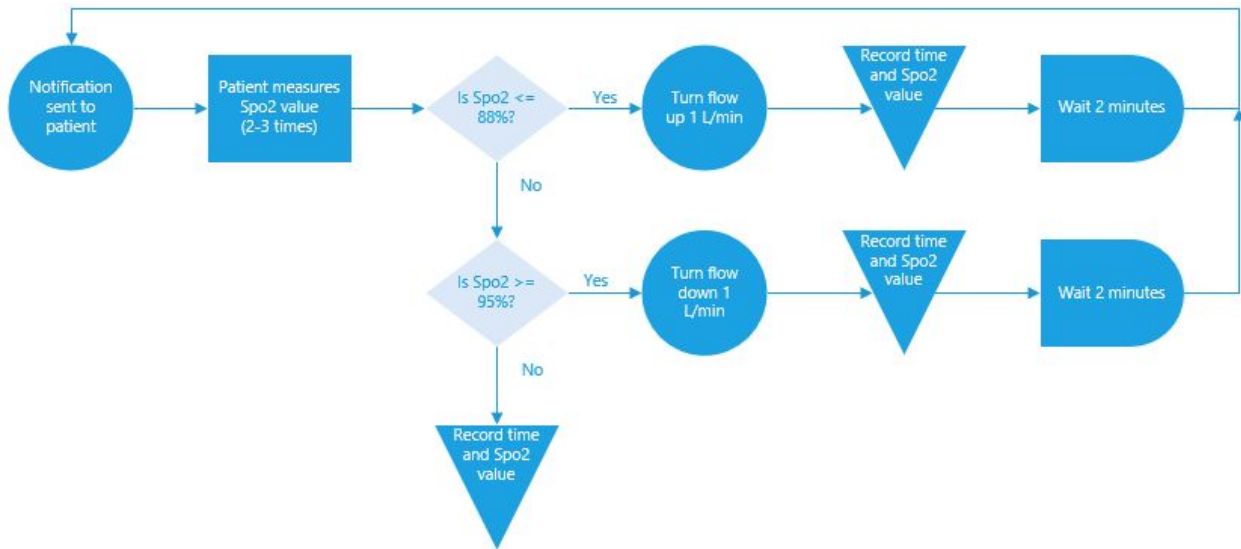 Notification
sent to
patient
Patient measures
Spo2 value
(2-3 times)
Is Spo2 <=
88%?
Yes
Turn flow
up 1 L/min
Record time
and Spo2
value
Wait 2 minutes
No
Is Spo2 >=
95%?
Yes
Turn flow
down 1
L/min
Record time
and Spo2
value
Wait 2 minutes
No
Record time
and Spo2
value